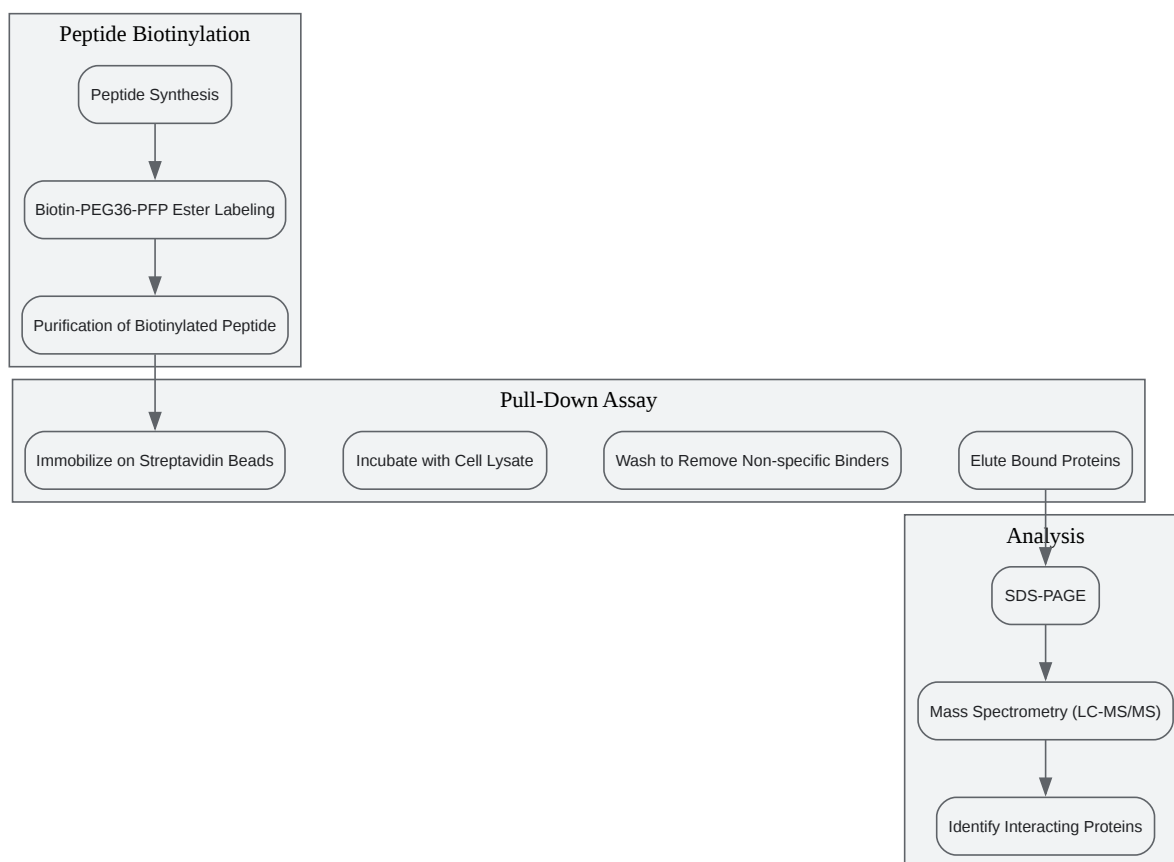 Peptide Biotinylation
Peptide Synthesis
Biotin-PEG36-PFP Ester Labeling
Purification of Biotinylated Peptide
Pull-Down Assay
Immobilize on Streptavidin Beads
Incubate with Cell Lysate
Wash to Remove Non-specific Binders
Elute Bound Proteins
Analysis
SDS-PAGE
Mass Spectrometry (LC-MS/MS)
Identify Interacting Proteins